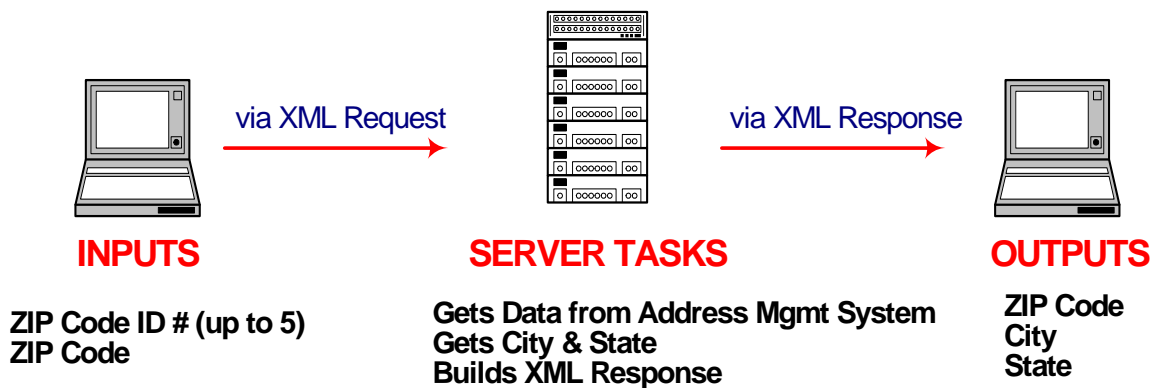 via XML Request
via XML Response
INPUTS
SERVER TASKS
OUTPUTS
ZIP Code ID # (up to 5)
ZIP Code
Gets Data from Address Mgmt System
Gets City & State
Builds XML Response
ZIP Code
City
State